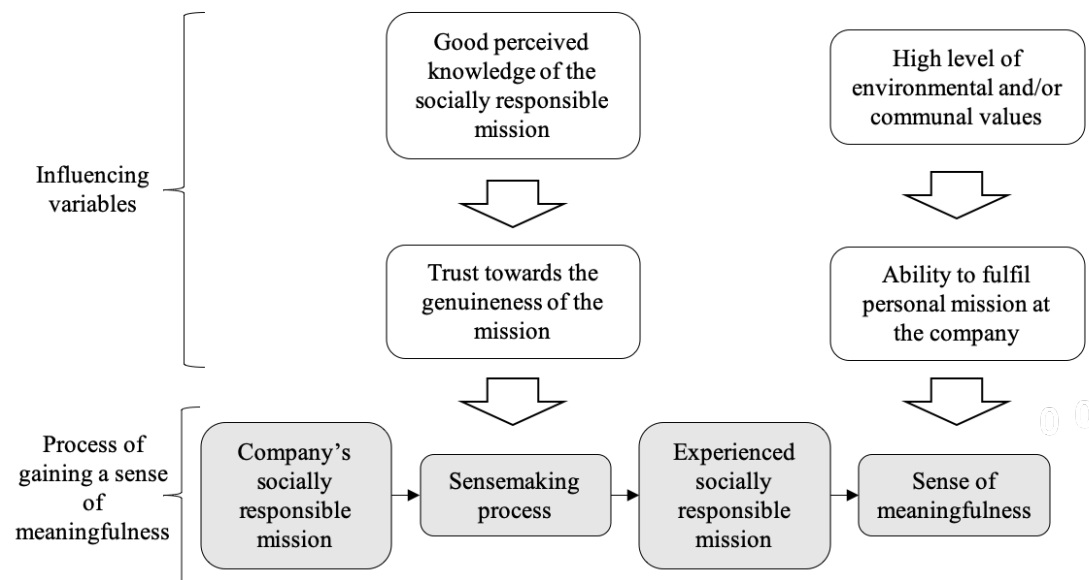 Good perceived
knowledge of the
socially responsible
mission
High level of
environmental and/or
communal values
Influencing
variables
Trust towards the
genuineness of the
mission
Ability to fulfil
personal mission at
the company
0 0
Process of
gaining a sense
of
meaningfulness
Company’s
socially
responsible
mission
Sensemaking
process
Experienced
socially
responsible
mission
Sense of
meaningfulness